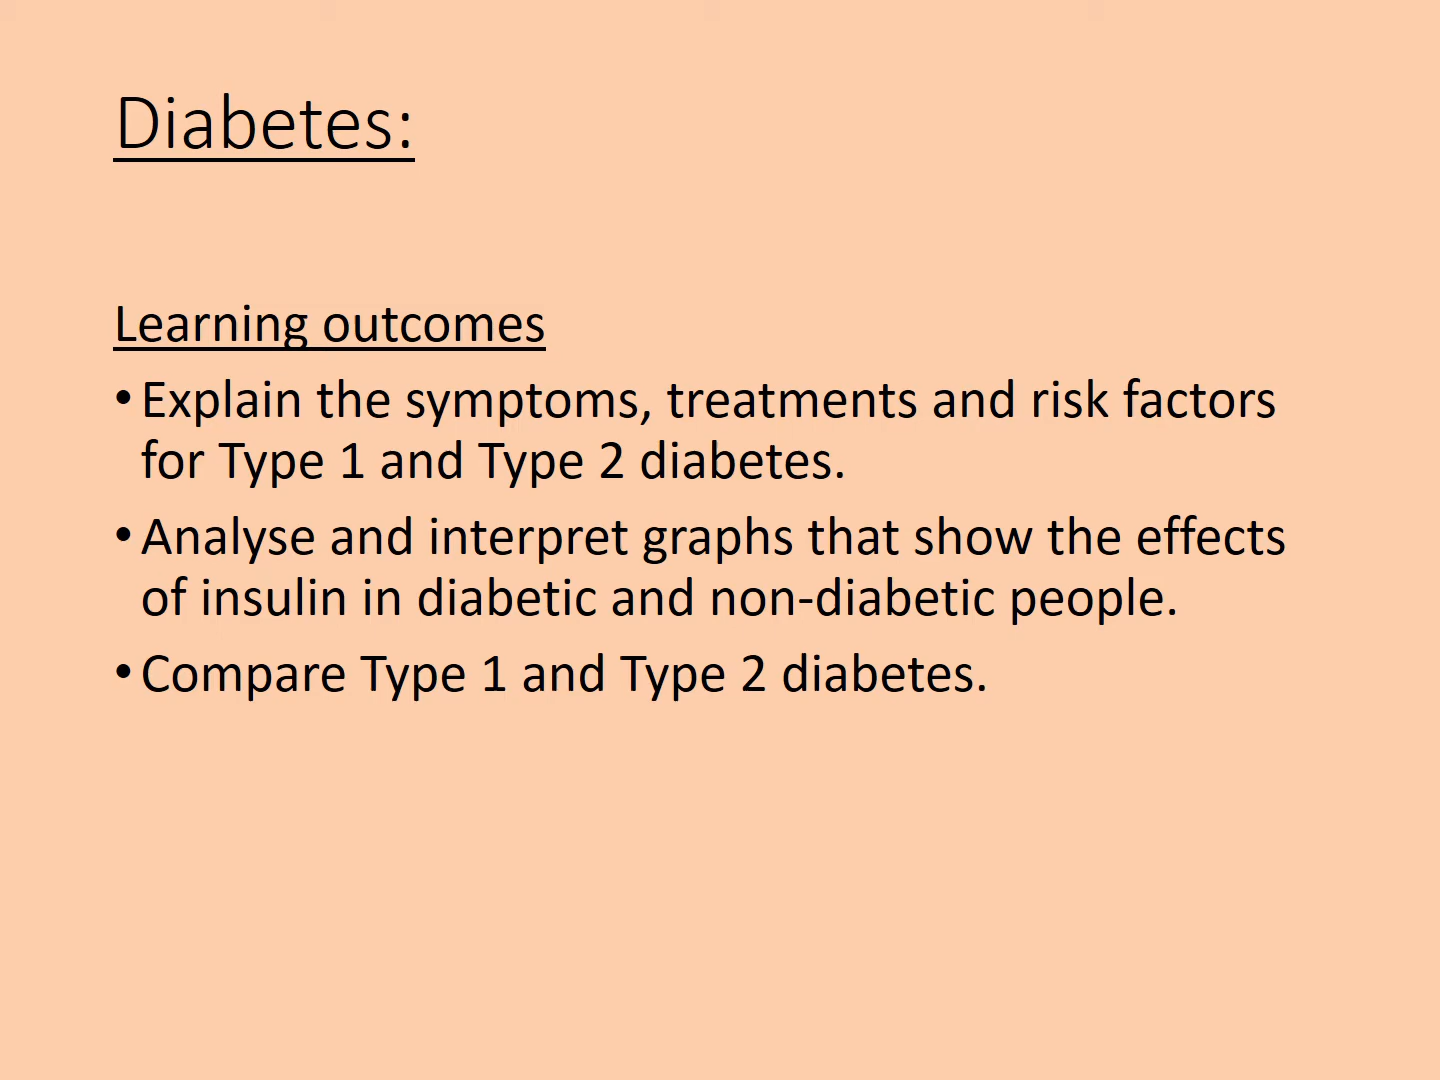 Diabetes:
Learning outcomes
•Explain the symptoms, treatments and risk factors
for Type 1 and Type 2 diabetes.
•Analyse and interpret graphs that show the effects
of insulin in diabetic and non-diabetic people.
•Compare Type 1 and Type 2 diabetes.